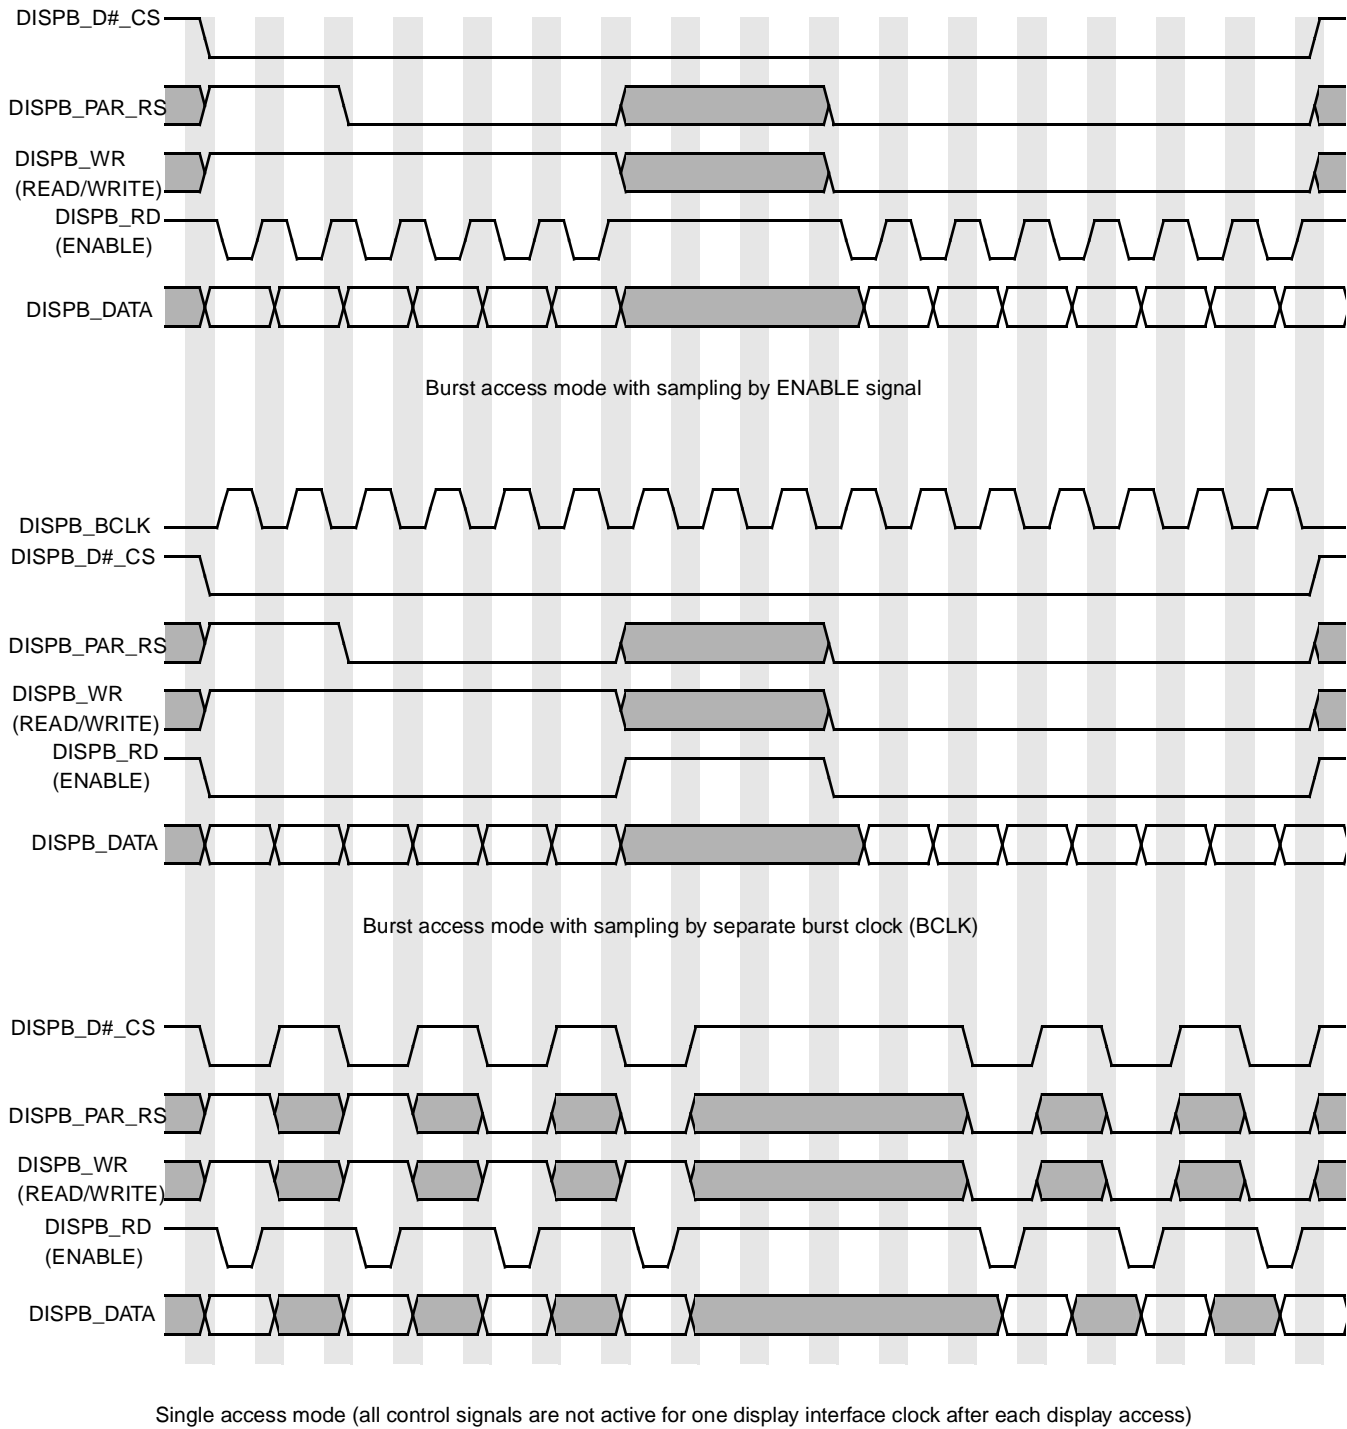 DISPB_D#_CS
DISPB_PAR_RS
DISPB_WR
(READ/WRITE)
DISPB_RD
(ENABLE)
DISPB_DATA
Burst access mode with sampling by ENABLE signal
DISPB_BCLK
DISPB_D#_CS
DISPB_PAR_RS
DISPB_WR
(READ/WRITE)
DISPB_RD
(ENABLE)
DISPB_DATA
Burst access mode with sampling by separate burst clock (BCLK)
DISPB_D#_CS
DISPB_PAR_RS
DISPB_WR
(READ/WRITE)
DISPB_RD
(ENABLE)
DISPB_DATA
Single access mode (all control signals are not active for one display interface clock after each display access)